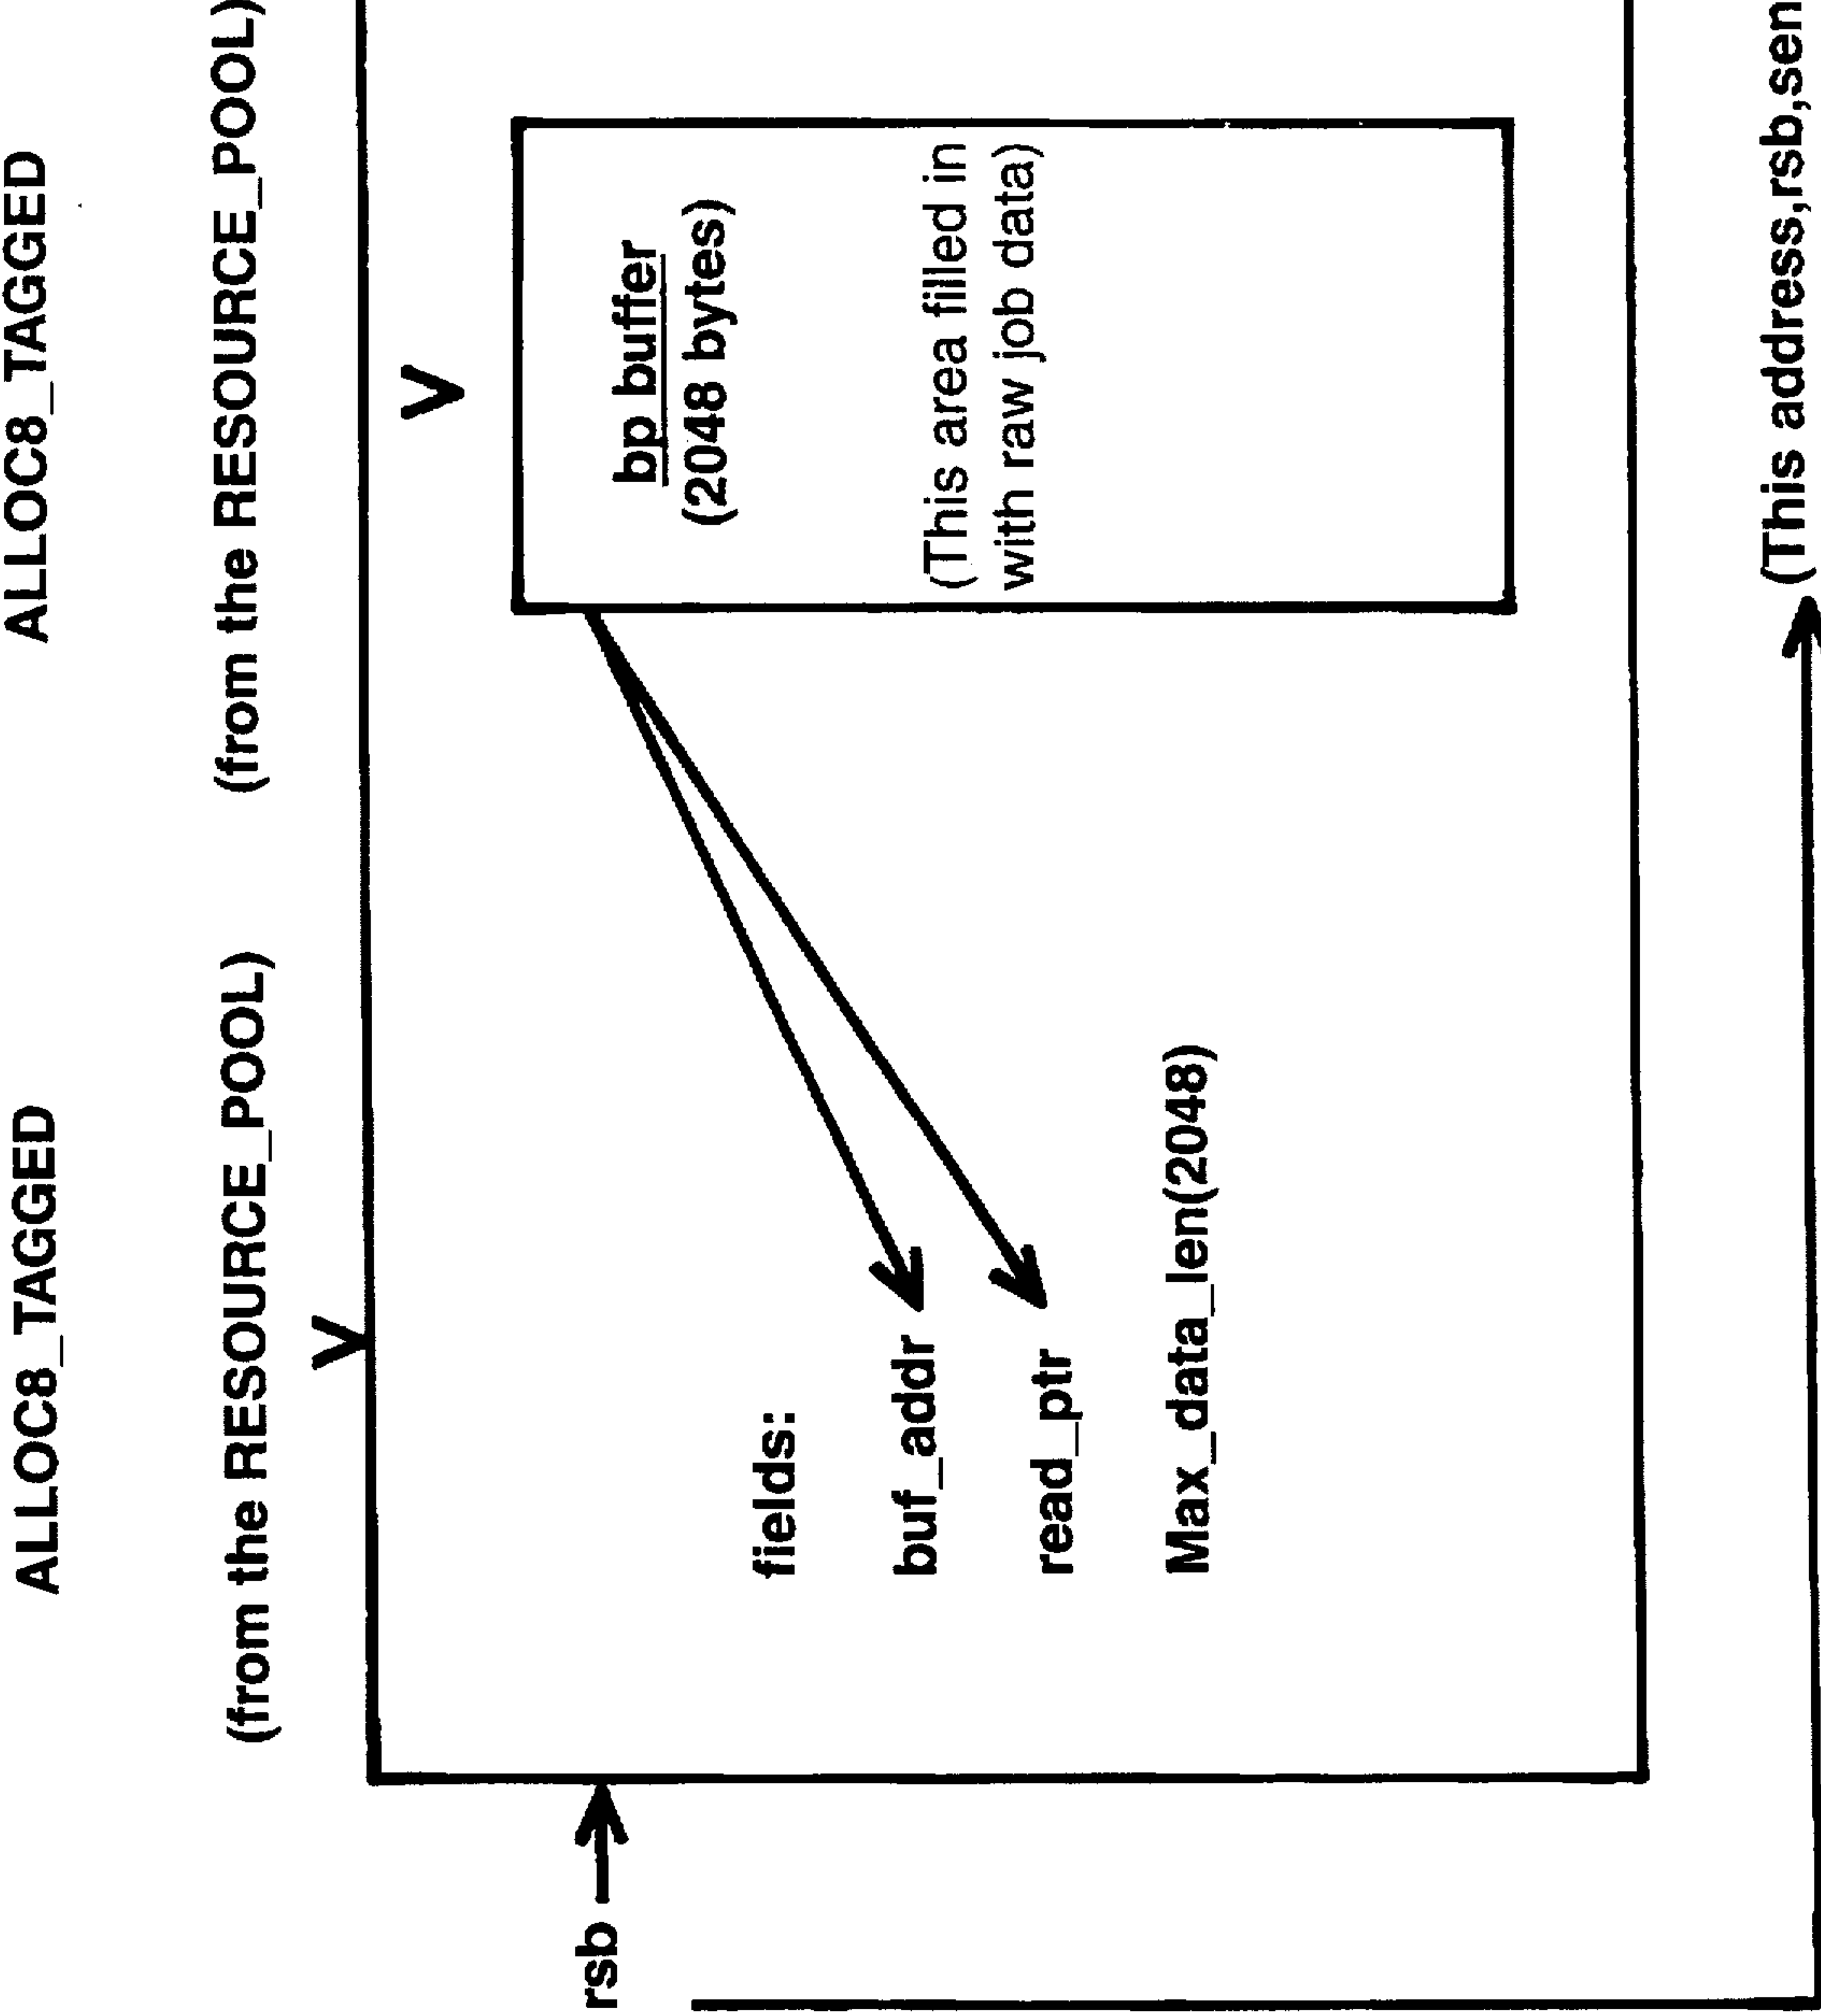 ALLOC8_TAGGED
ALLOC8_TAGGED
(from the RESOURCE_POOL)
(from the RESOURCE_POOL)
V
V
rsb
bp buffer
(2048 bytes)
fields:
buf_addr
(This area filled in
with raw job data)
read_ptr
Max_data_len(2048)
(This address,rsb,sen